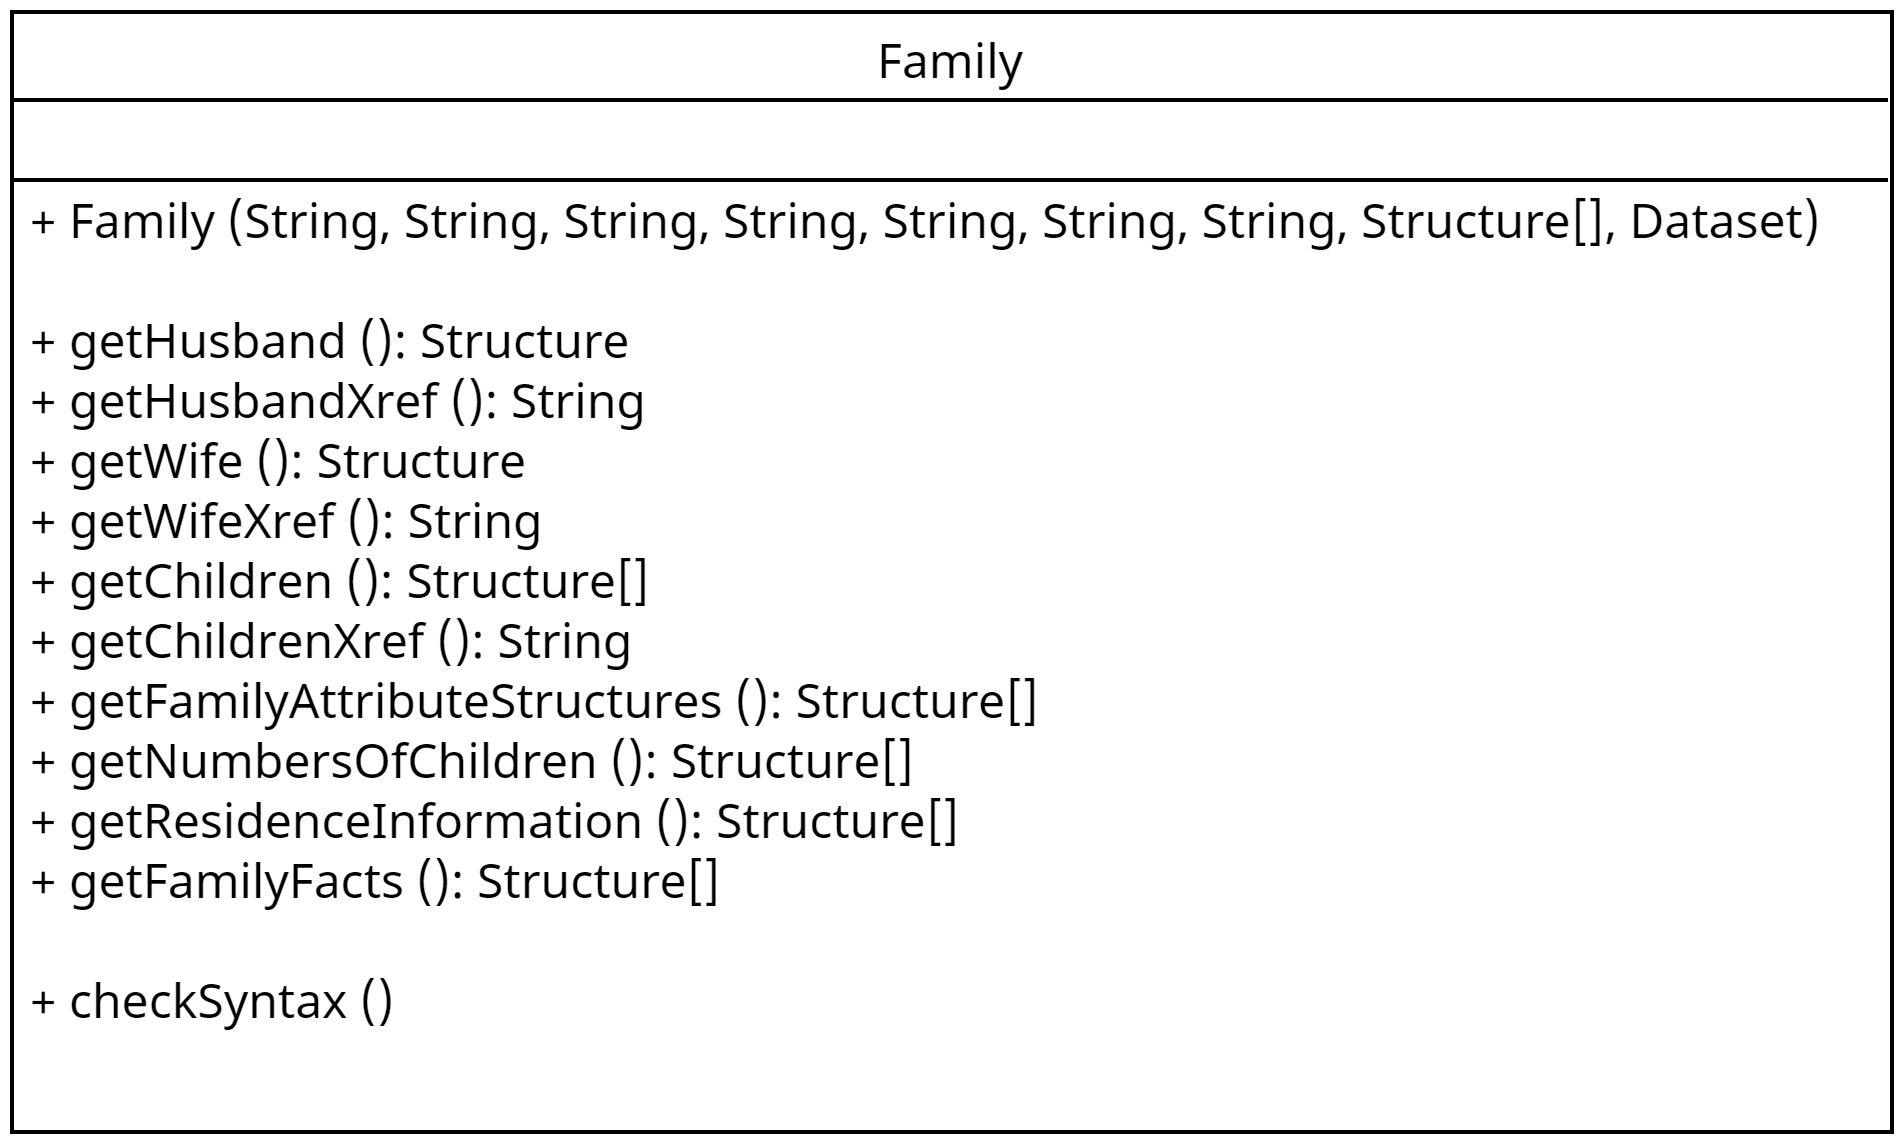 Family
+ Family (String, String, String, String, String, String, String, Structure[], Dataset)
+ getHusband (): Structure
+ getHusbandXref (): String
+ getWife (): Structure
+ getWifeXref (): String
+ getChildren (): Structure[]
+ getChildrenXref (): String
+ getFamilyAttributeStructures (): Structure[]
+ getNumbersOfChildren (): Structure[]
+ getResidenceInformation (): Structure[]
+ getFamilyFacts (): Structure[]
+ checkSyntax ()